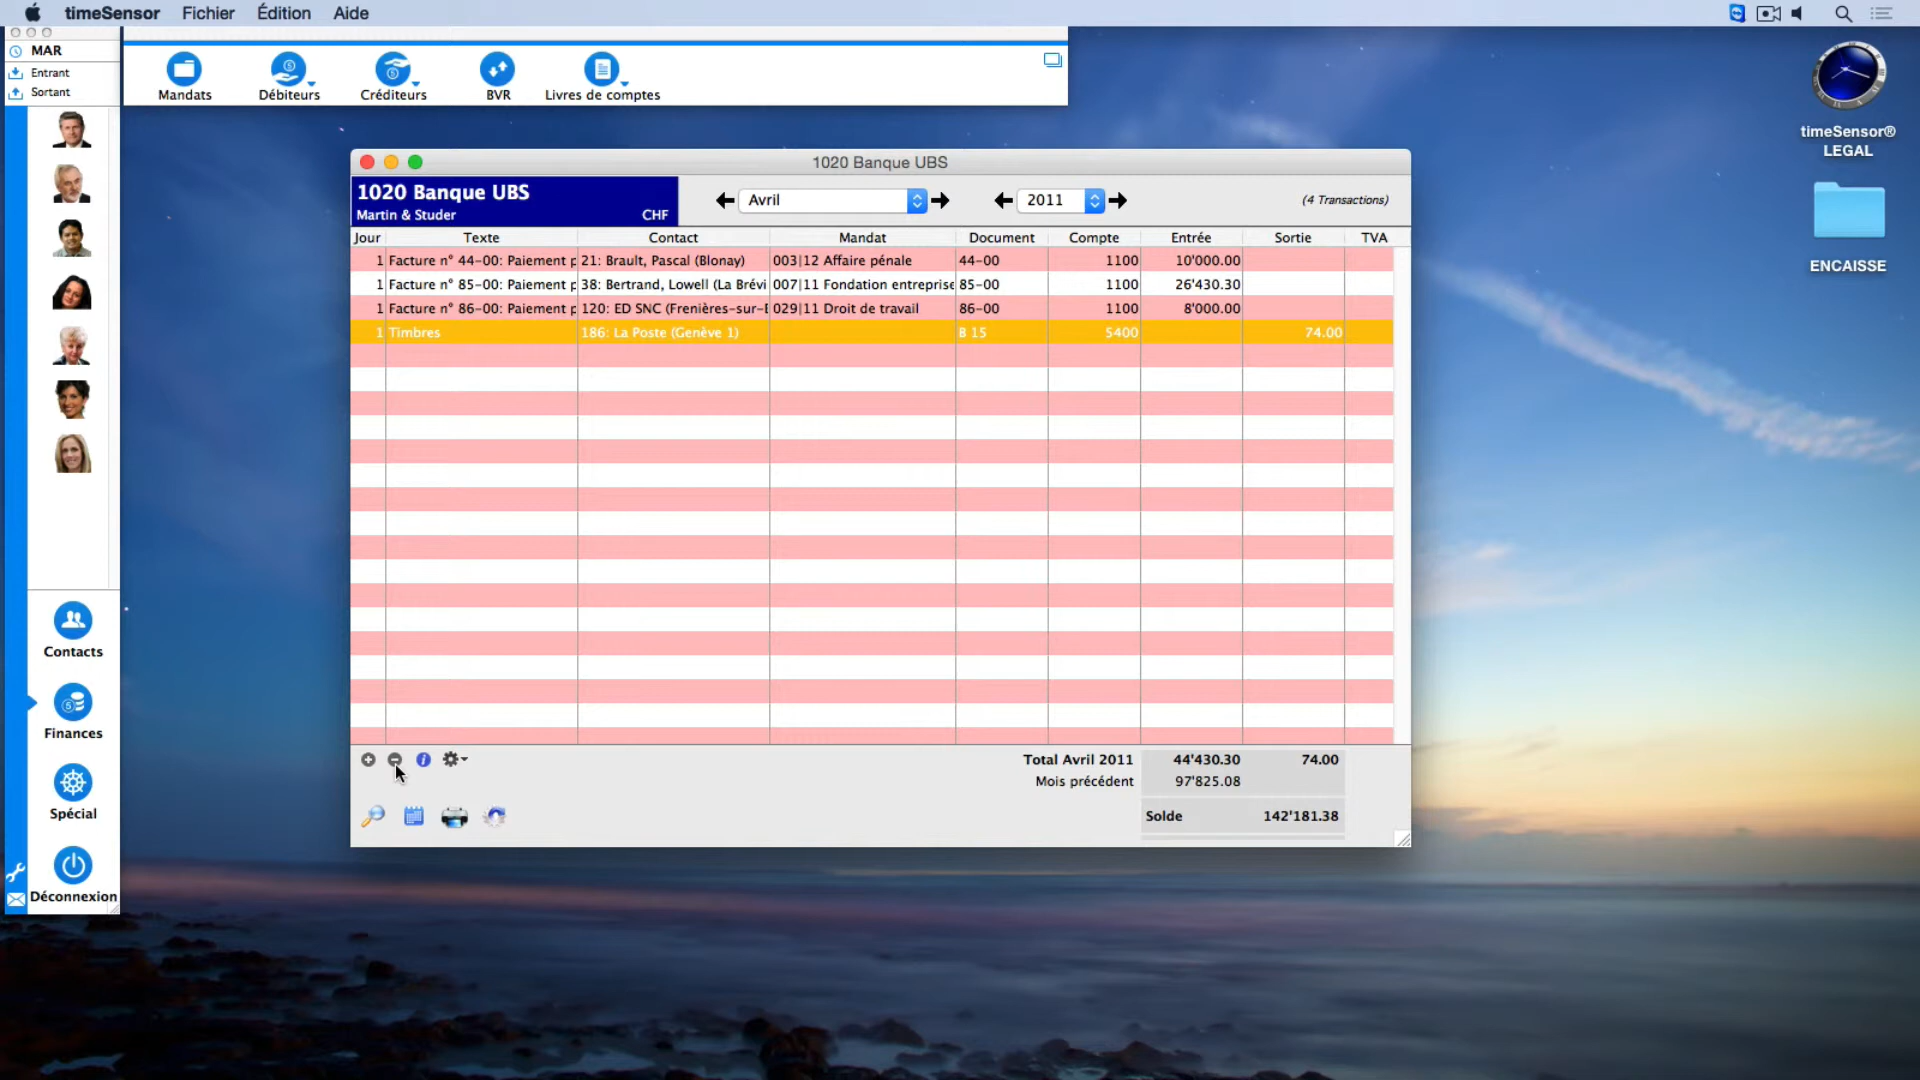 timeSensor Fichier Édition Aide
MAR
Entrant
Sortant
Mandats Débiteurs Créditeurs BVR Livres de comptes
timeSensor®
LEGAL
ENCAISSE
1020 Banque UBS
1020 Banque UBS
Martin & Studer CHF
Avril 2011 (4 Transactions)
Jour Texte Contact Mandat Document Compte Entrée Sortie TVA
1 Facture n° 44-00: Paiement p 21: Brault, Pascal (Blonay) 003|12 Affaire pénale 44-00 1100 10'000.00
1 Facture n° 85-00: Paiement p 38: Bertrand, Lowell (La Brévi 007|11 Fondation entreprise 85-00 1100 26'430.30
1 Facture n° 86-00: Paiement p 120: ED SNC (Frenières-sur-B 029|11 Droit de travail 86-00 1100 8'000.00
1 Timbres 186: La Poste (Genève 1) B 15 5400 74.00
Total Avril 2011 44'430.30 74.00
Mois précédent 97'825.08
Solde 142'181.38
Contacts
Finances
Spécial
Déconnexion